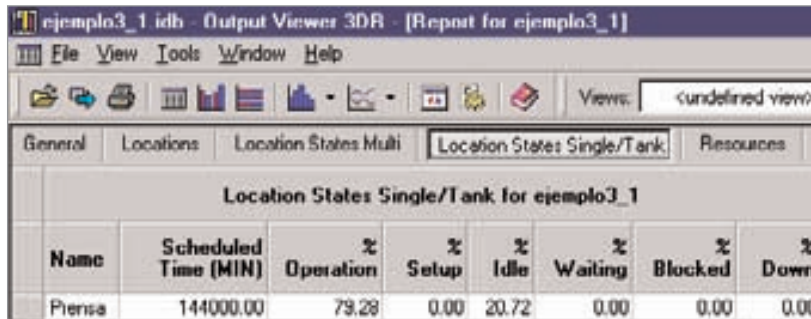 ejemplo3_1.idb - Output Viewer 3DR - [Report for ejemplo3_1]
File View Tools Window Help
Views: <undefined view>
General Locations Location States Multi Location States Single/Tank Resources
Location States Single/Tank for ejemplo3_1
Name Scheduled Time (MIN) % Operation % Setup % Idle % Waiting % Blocked % Down
Prensa 144000.00 79.28 0.00 20.72 0.00 0.00 0.00